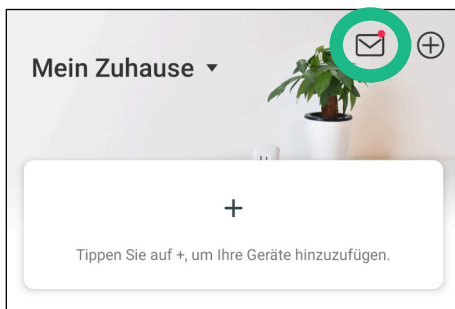 Mein Zuhause
+
Tippen Sie auf +, um Ihre Geräte hinzuzufügen.